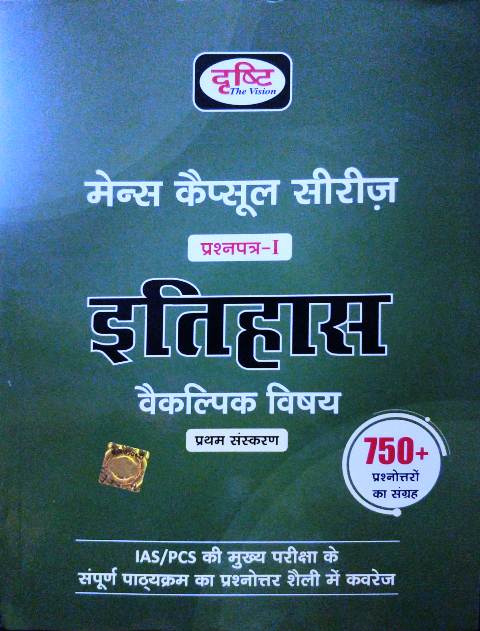 दृष्टि
The Vision
मेन्स कैप्सूल सीरीज़
प्रश्नपत्र-I
इतिहास
वैकल्पिक विषय
प्रथम संस्करण
750+
प्रश्नोत्तरों
का संग्रह
IAS/PCS की मुख्य परीक्षा के
संपूर्ण पाठ्यक्रम का प्रश्नोत्तर शैली में कवरेज